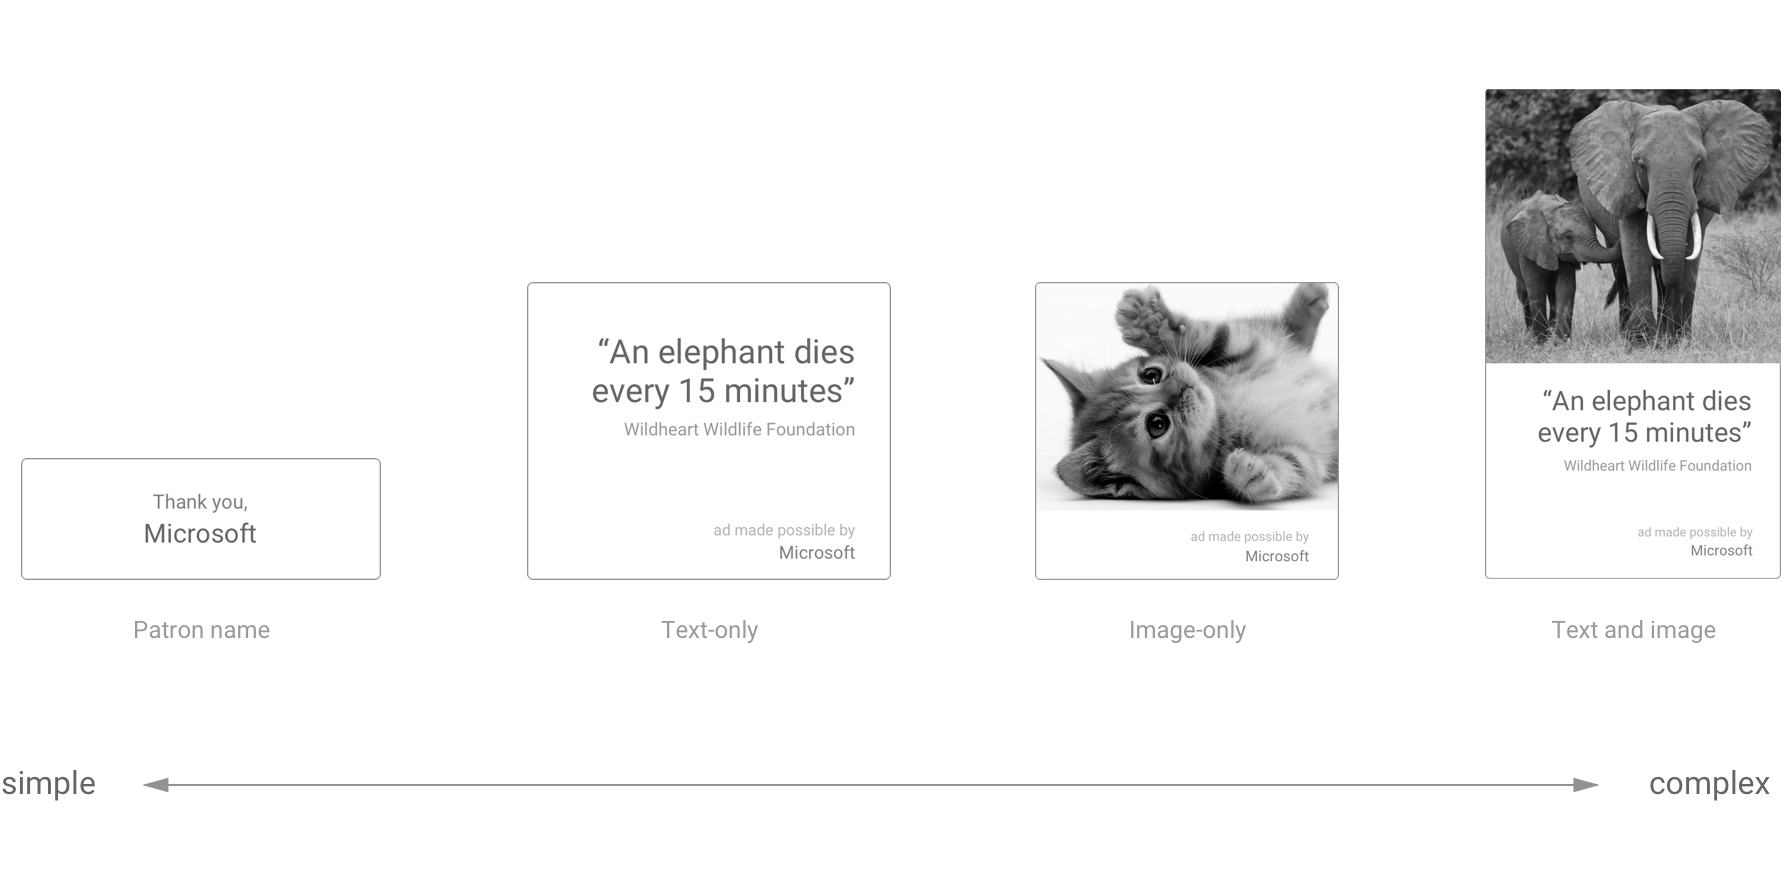 Thank you,
Microsoft
Patron name
“An elephant dies
every 15 minutes”
Wildheart Wildlife Foundation
ad made possible by
Microsoft
Text-only
ad made possible by
Microsoft
Image-only
“An elephant dies
every 15 minutes”
Wildheart Wildlife Foundation
ad made possible by
Microsoft
Text and image
simple
complex